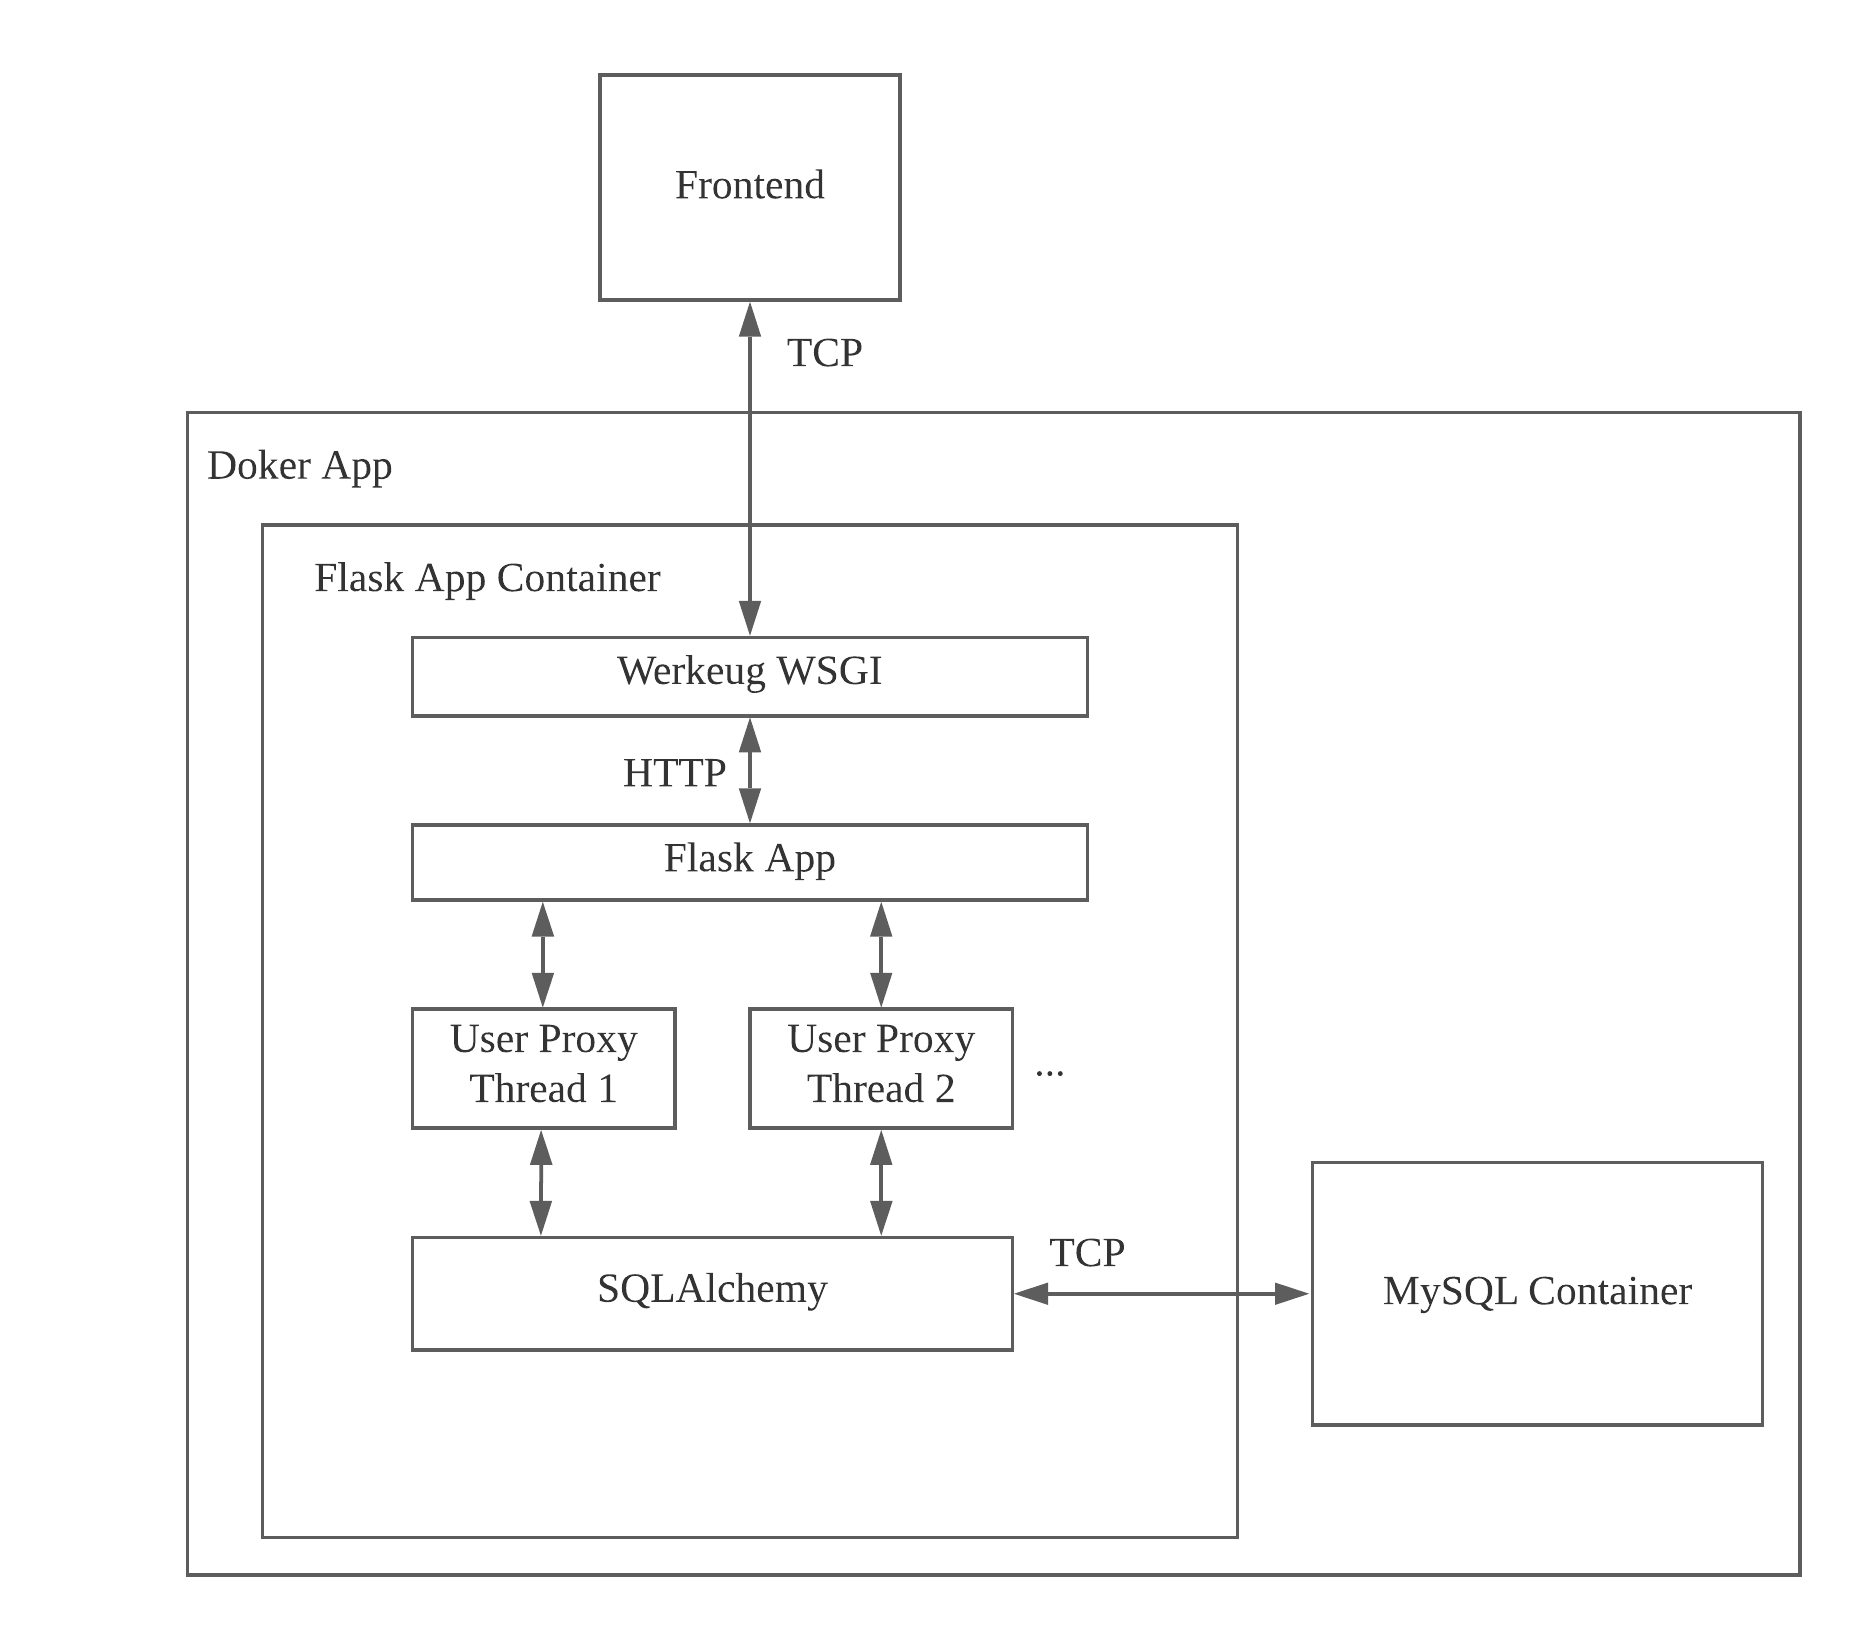 Frontend
TCP
Doker App
Flask App Container
Werkeug WSGI
HTTP
Flask App
User Proxy
Thread 1
User Proxy
Thread 2
...
SQLAlchemy
TCP
MySQL Container